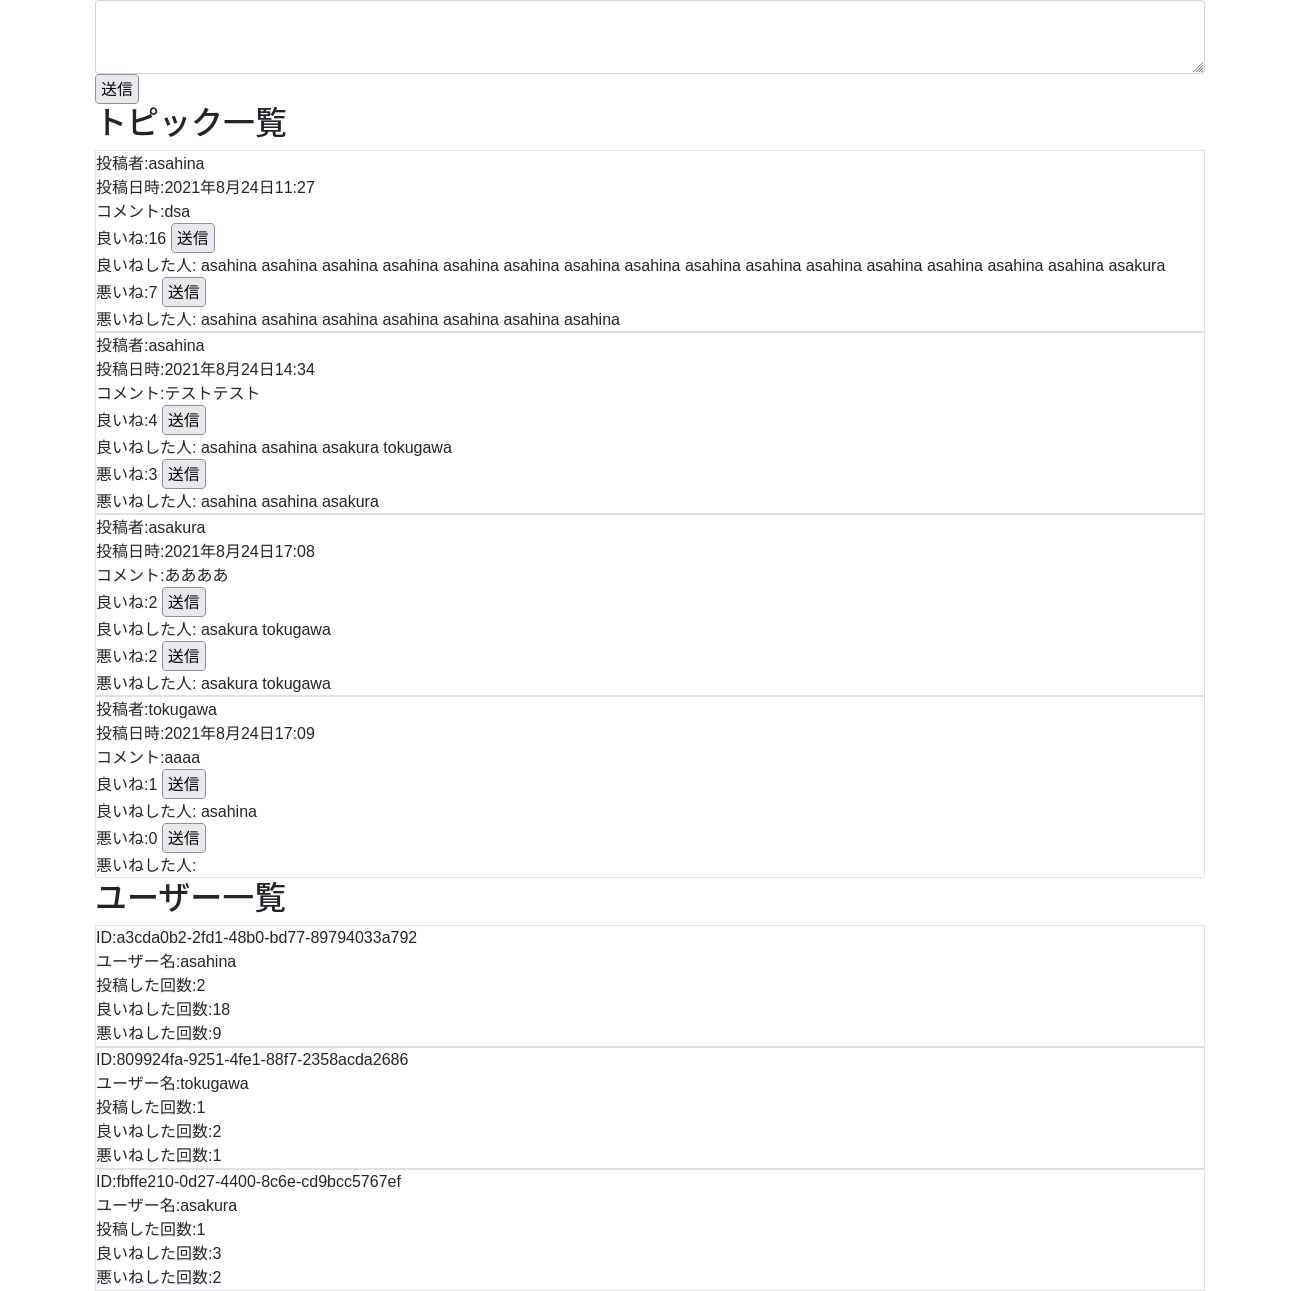 送信
トピック一覧
投稿者:asahina
投稿日時:2021年8月24日11:27
コメント:dsa
良いね:16 送信
良いねした人: asahina asahina asahina asahina asahina asahina asahina asahina asahina asahina asahina asahina asahina asahina asahina asakura
悪いね:7 送信
悪いねした人: asahina asahina asahina asahina asahina asahina asahina
投稿者:asahina
投稿日時:2021年8月24日14:34
コメント:テストテスト
良いね:4 送信
良いねした人: asahina asahina asakura tokugawa
悪いね:3 送信
悪いねした人: asahina asahina asakura
投稿者:asakura
投稿日時:2021年8月24日17:08
コメント:ああああ
良いね:2 送信
良いねした人: asakura tokugawa
悪いね:2 送信
悪いねした人: asakura tokugawa
投稿者:tokugawa
投稿日時:2021年8月24日17:09
コメント:aaaa
良いね:1 送信
良いねした人: asahina
悪いね:0 送信
悪いねした人:
ユーザー一覧
ID:a3cda0b2-2fd1-48b0-bd77-89794033a792
ユーザー名:asahina
投稿した回数:2
良いねした回数:18
悪いねした回数:9
ID:809924fa-9251-4fe1-88f7-2358acda2686
ユーザー名:tokugawa
投稿した回数:1
良いねした回数:2
悪いねした回数:1
ID:fbffe210-0d27-4400-8c6e-cd9bcc5767ef
ユーザー名:asakura
投稿した回数:1
良いねした回数:3
悪いねした回数:2